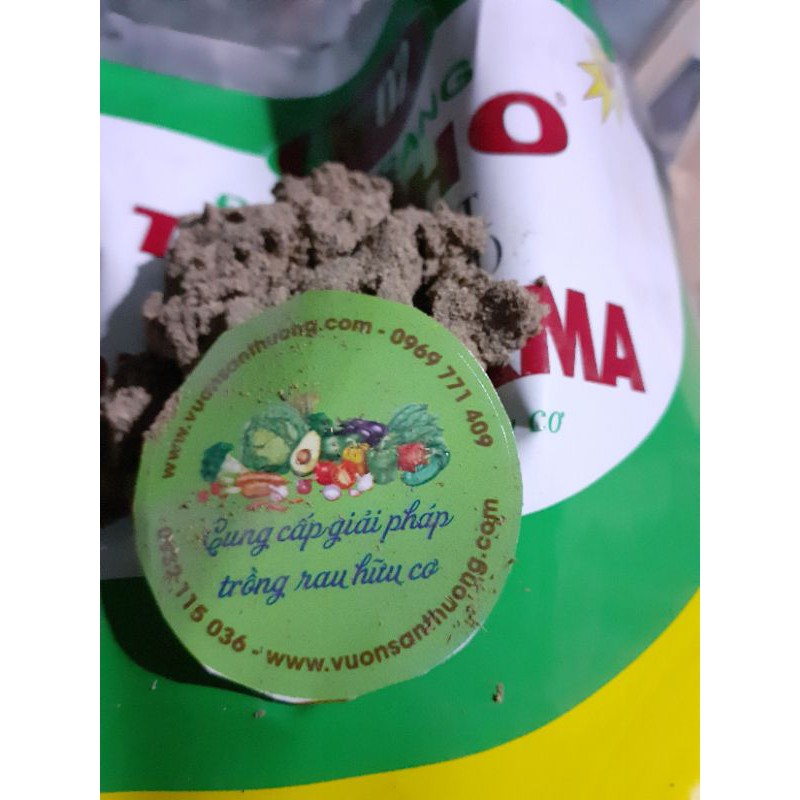 HO
MA
CƠ
www.vuonsanthuong.com - 0969 771 409
Cung cấp giải pháp
trồng rau hữu cơ
115 036 - www.vuonsanthuong.com